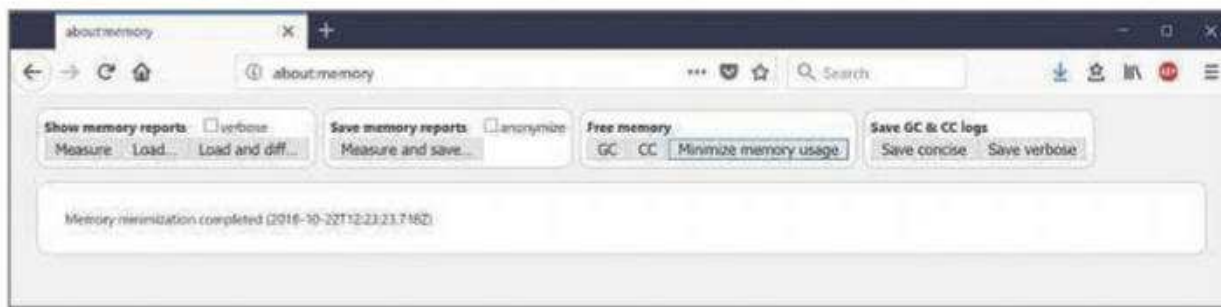 about:memory
about:memory
Search
Show memory reports verbose
Measure Load... Load and diff...
Save memory reports anonymize
Measure and save...
Free memory
GC CC Minimize memory usage
Save GC & CC logs
Save concise Save verbose
Memory minimization completed (2018-10-22T12:23:23.718Z)